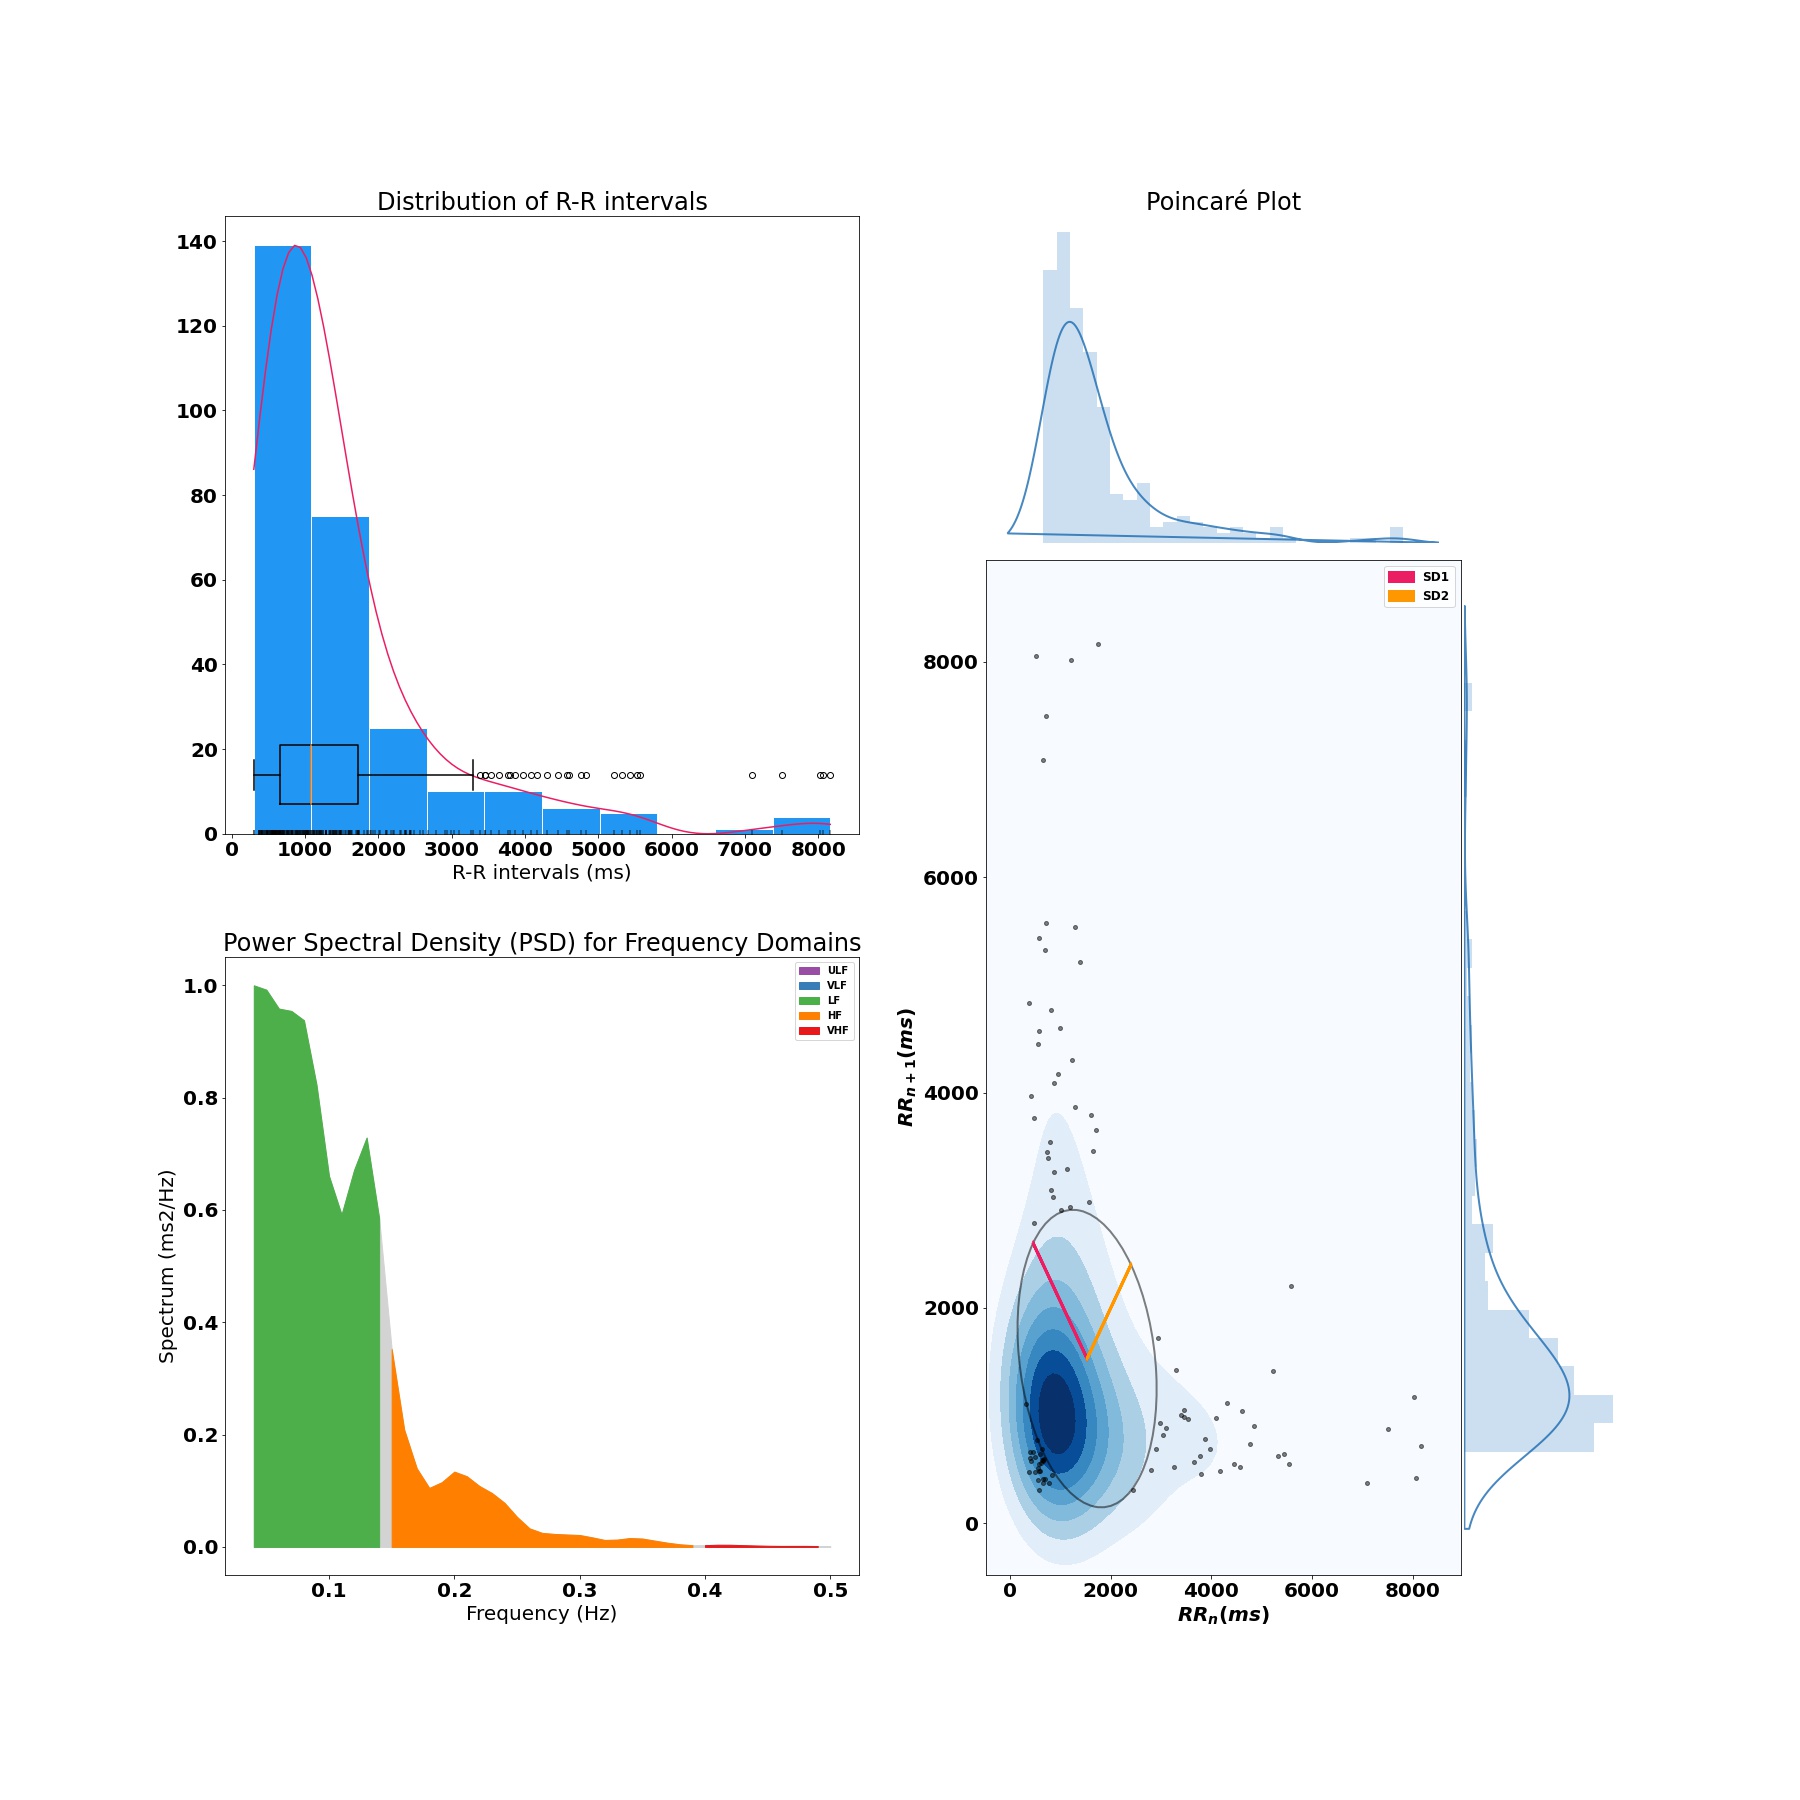 Distribution of R-R intervals
140
120
100
80
60
40
20
0
0 1000 2000 3000 4000 5000 6000 7000 8000
R-R intervals (ms)
Power Spectral Density (PSD) for Frequency Domains
ULF
VLF
LF
HF
VHF
1.0
0.8
0.6
0.4
0.2
0.0
Spectrum (ms2/Hz)
0.1 0.2 0.3 0.4 0.5
Frequency (Hz)
Poincaré Plot
SD1
SD2
8000
6000
4000
2000
0
RRn+1(ms)
0 2000 4000 6000 8000
RRn(ms)